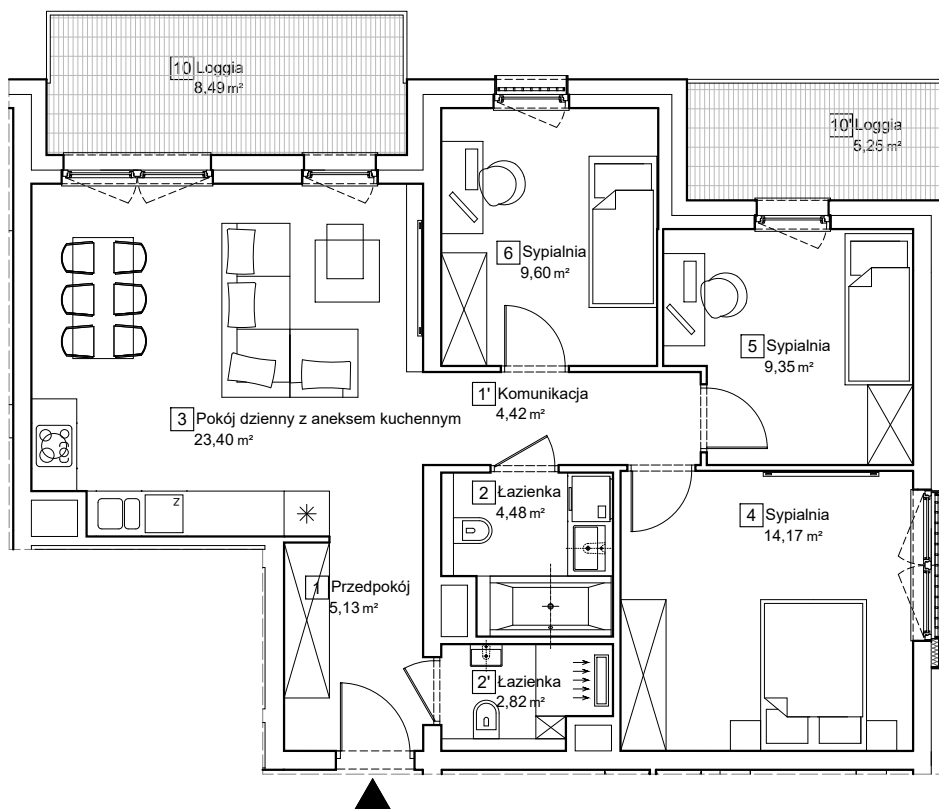 10 Loggia
8,49 m²
10' Loggia
5,25 m²
6 Sypialnia
9,60 m²
5 Sypialnia
9,35 m²
1' Komunikacja
4,42 m²
3 Pokój dzienny z aneksem kuchennym
23,40 m²
2 Łazienka
4,48 m²
Z
4 Sypialnia
14,17 m²
1 Przedpokój
5,13 m²
2' Łazienka
2,82 m²